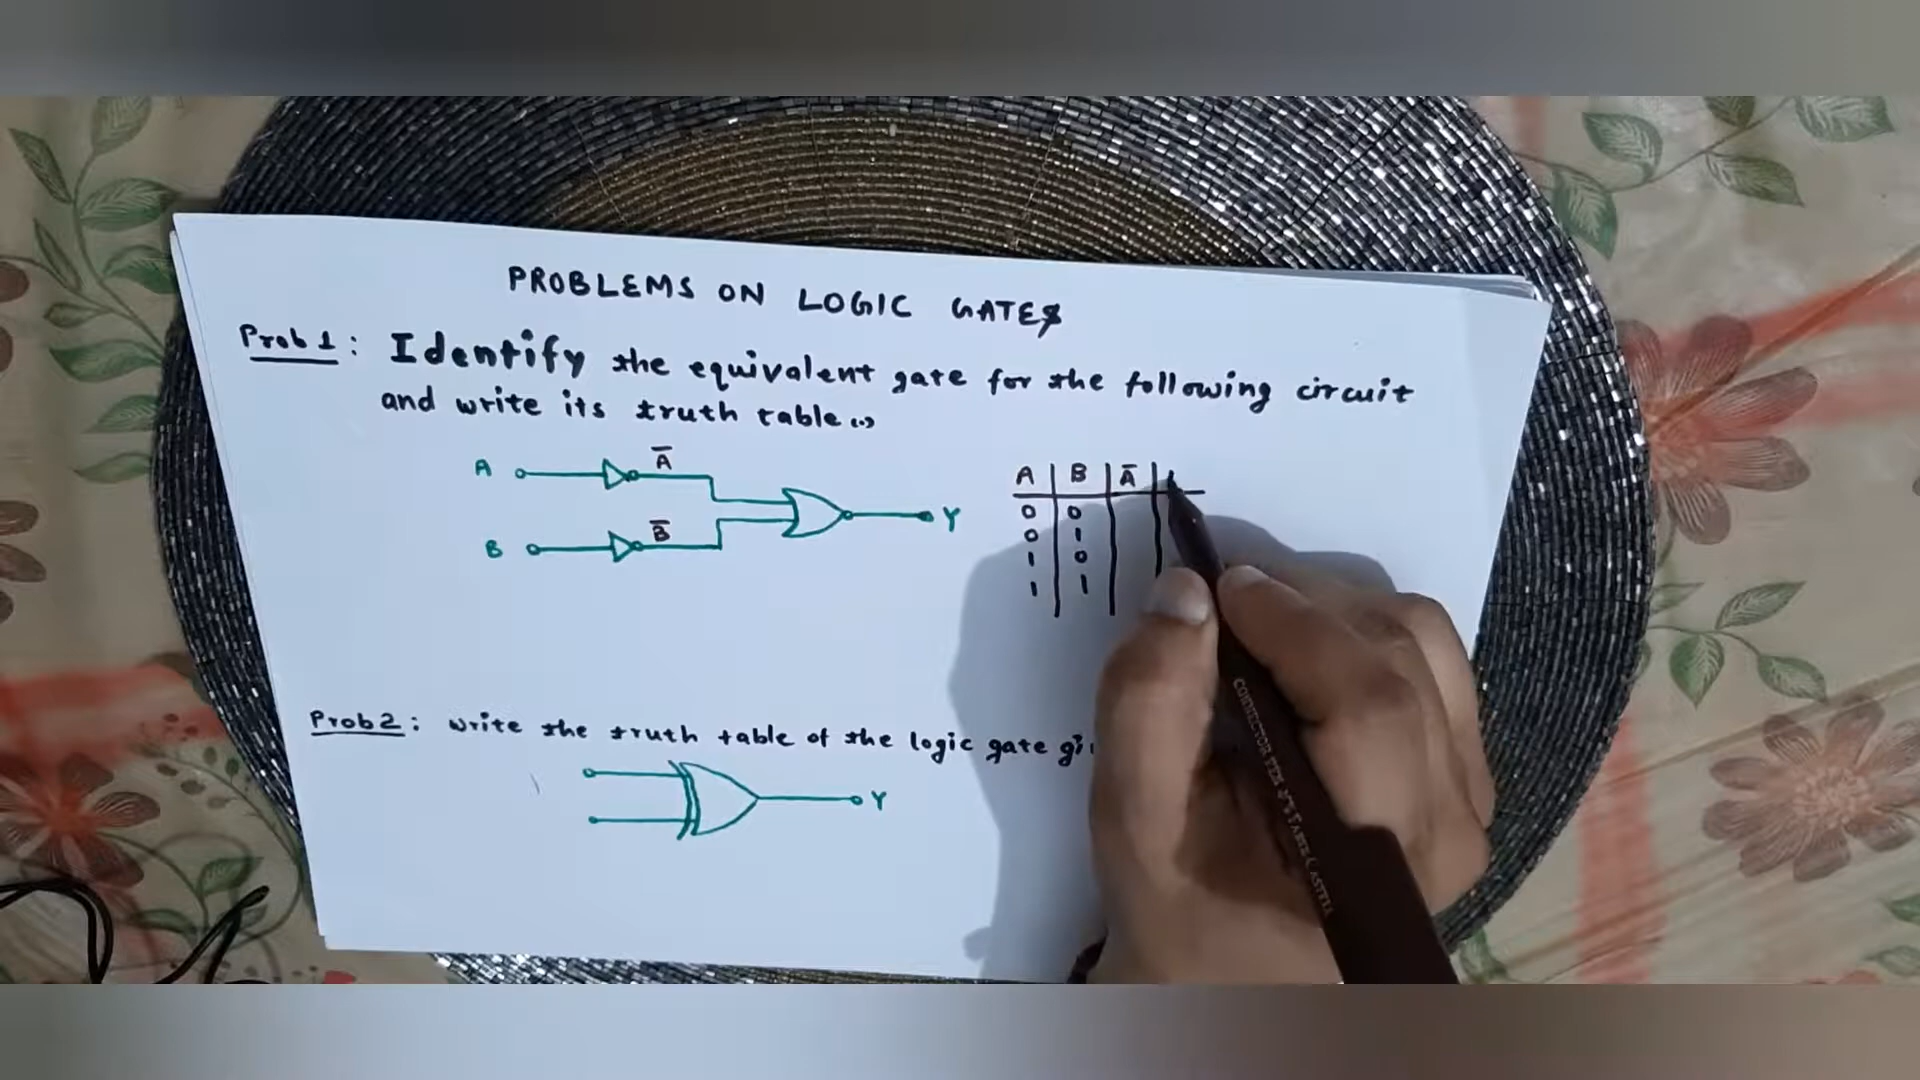 PROBLEMS ON LOGIC GATES
Prob 1: Identify the equivalent gate for the following circuit
and write its truth table
A
Ā
B
B̄
Y
A B Ā
0 0
0 1
1 0
1 1
Prob 2: write the truth table of the logic gate
Y